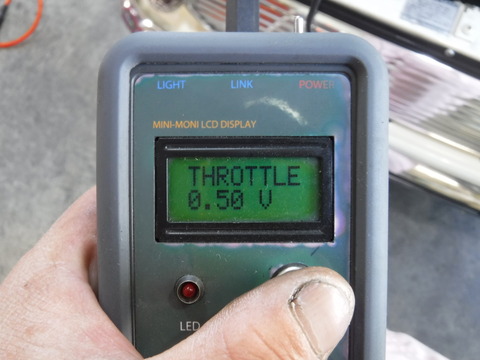 LIGHT LINK POWER
MINI-MONI LCD DISPLAY
THROTTLE
0.50 V
LED